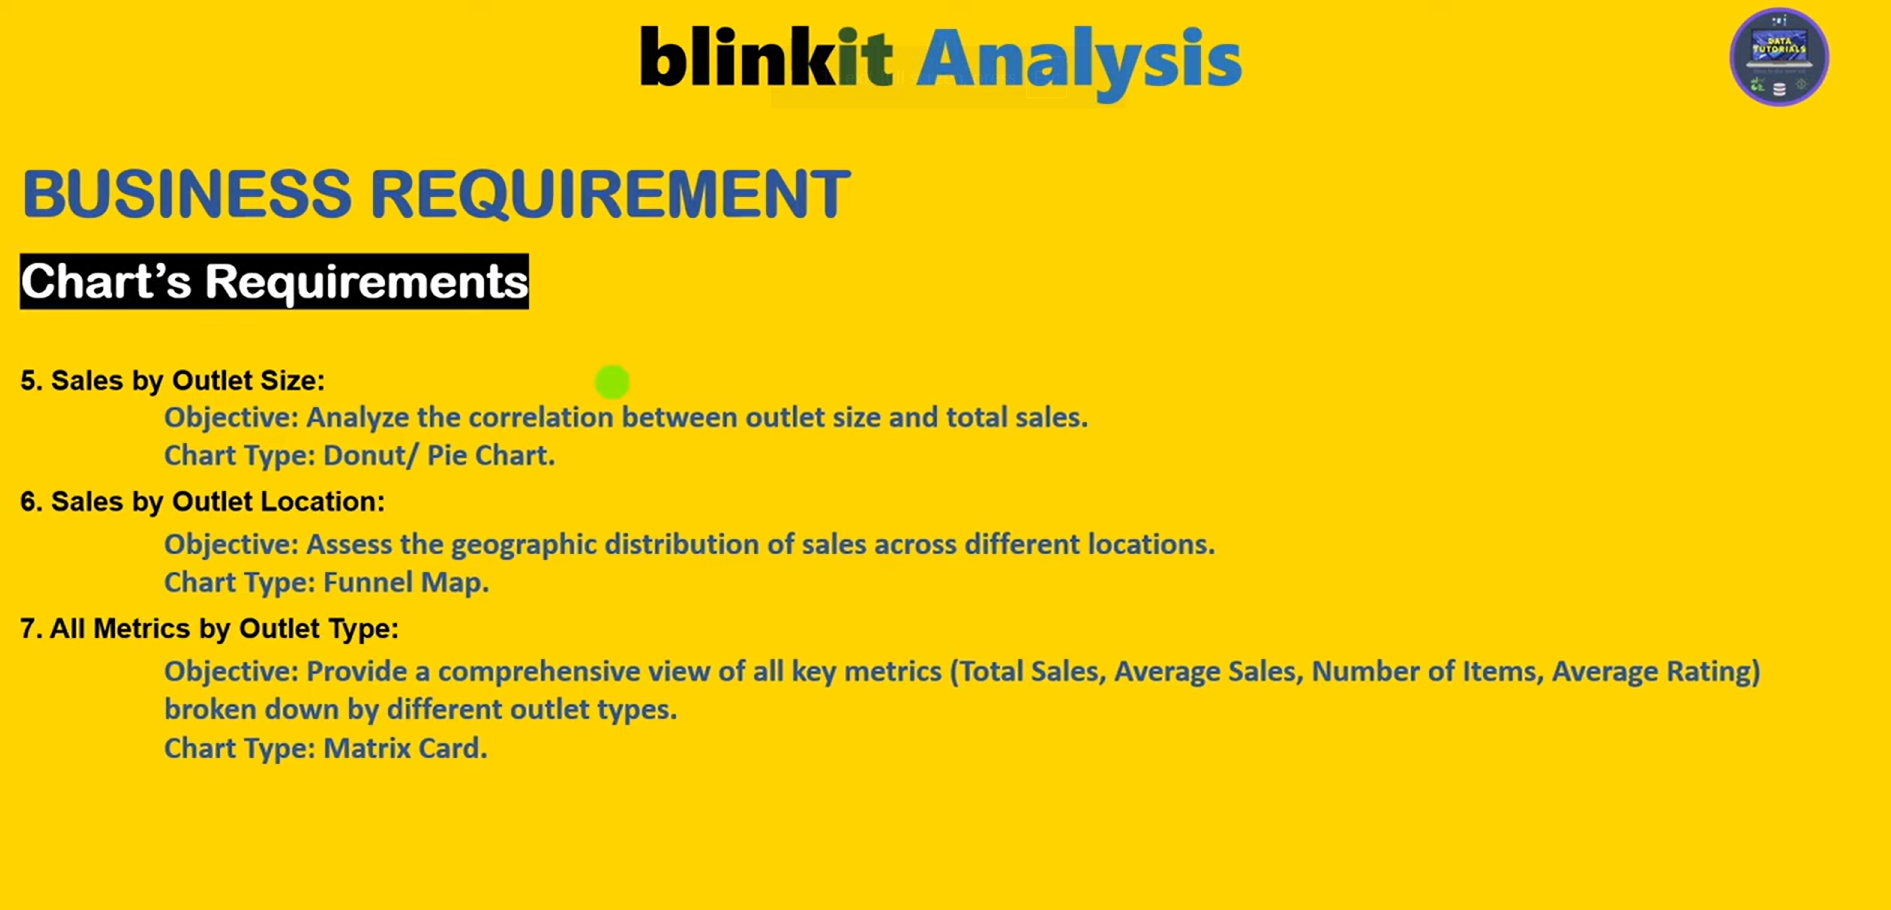 blinkit Analysis
DATA
TUTORIALS
BUSINESS REQUIREMENT
Chart’s Requirements
5. Sales by Outlet Size:
Objective: Analyze the correlation between outlet size and total sales.
Chart Type: Donut/ Pie Chart.
6. Sales by Outlet Location:
Objective: Assess the geographic distribution of sales across different locations.
Chart Type: Funnel Map.
7. All Metrics by Outlet Type:
Objective: Provide a comprehensive view of all key metrics (Total Sales, Average Sales, Number of Items, Average Rating)
broken down by different outlet types.
Chart Type: Matrix Card.